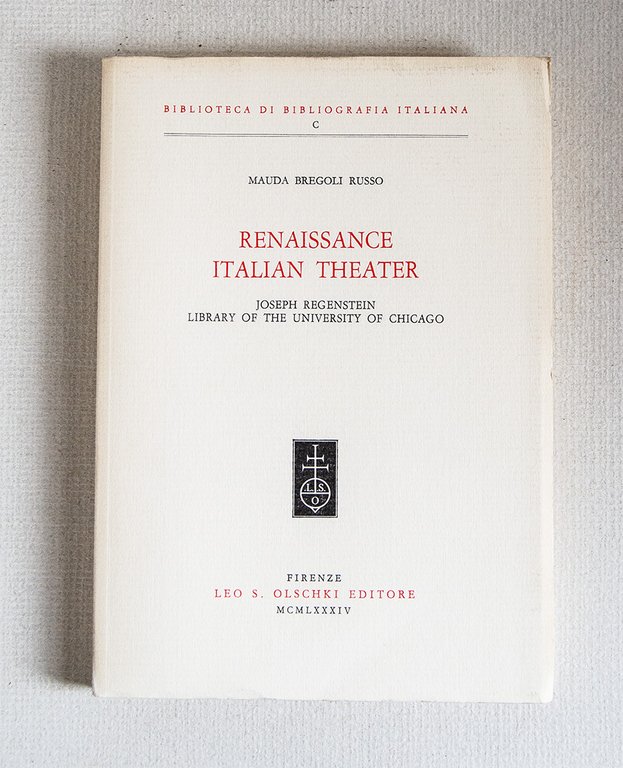 BIBLIOTECA DI BIBLIOGRAFIA ITALIANA
C
MAUDA BREGOLI RUSSO
RENAISSANCE
ITALIAN THEATER
JOSEPH REGENSTEIN
LIBRARY OF THE UNIVERSITY OF CHICAGO
L S
O
FIRENZE
LEO S. OLSCHKI EDITORE
MCMLXXXIV